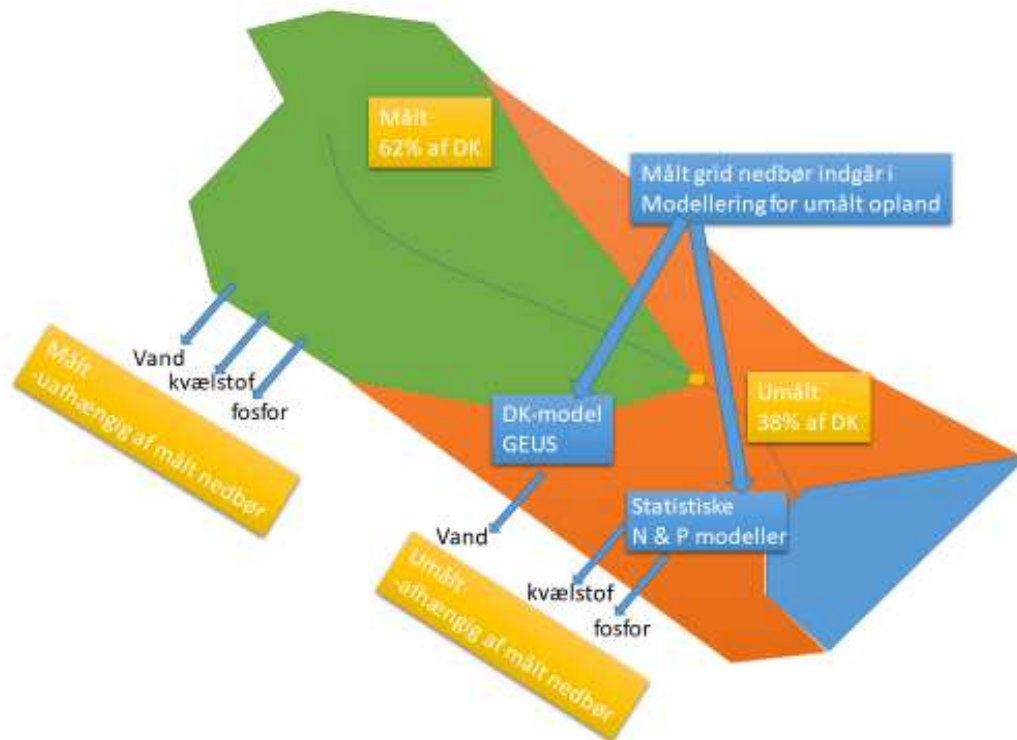 Målt
62% af DK
Målt grid nedbør indgår i
Modellering for umålt opland
Vand
kvælstof
fosfor
Målt
-uafhængig af målt nedbør
DK-model
GEUS
Umålt
38% af DK
Statistiske
N & P modeller
Vand
kvælstof
fosfor
Umålt
-afhængig af målt nedbør